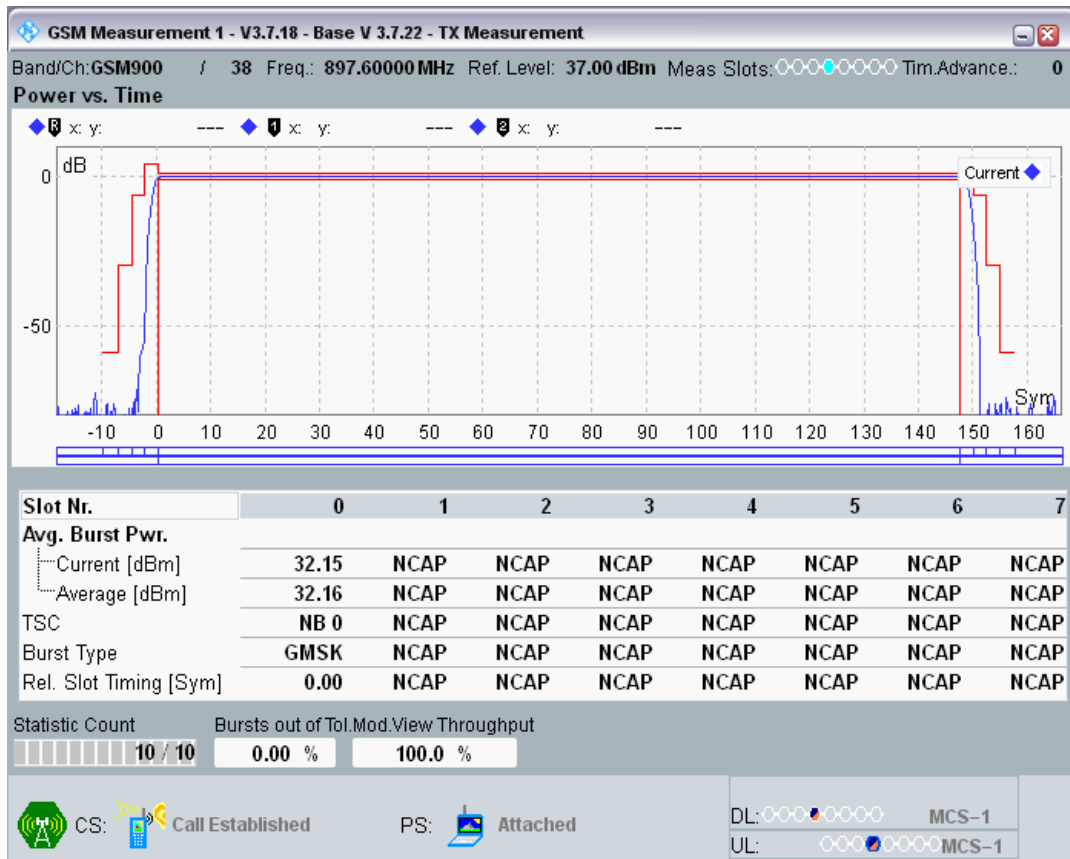 GSM Measurement 1 - V3.7.18 - Base V 3.7.22 - TX Measurement
Band/Ch:GSM900 / 38 Freq.: 897.60000 MHz Ref. Level: 37.00 dBm Meas Slots: Tim.Advance.: 0
Power vs. Time
R x: y: --- 1 x: y: --- 2 x: y: ---
dB
Current
0
-50
Sym
-10 0 10 20 30 40 50 60 70 80 90 100 110 120 130 140 150 160
Slot Nr. 0 1 2 3 4 5 6 7
Avg. Burst Pwr.
Current [dBm] 32.15 NCAP NCAP NCAP NCAP NCAP NCAP NCAP
Average [dBm] 32.16 NCAP NCAP NCAP NCAP NCAP NCAP NCAP
TSC NB 0 NCAP NCAP NCAP NCAP NCAP NCAP NCAP
Burst Type GMSK NCAP NCAP NCAP NCAP NCAP NCAP NCAP
Rel. Slot Timing [Sym] 0.00 NCAP NCAP NCAP NCAP NCAP NCAP NCAP
Statistic Count Bursts out of Tol.Mod.View Throughput
10 / 10 0.00 % 100.0 %
CS: Call Established PS: Attached
DL: MCS-1
UL: MCS-1